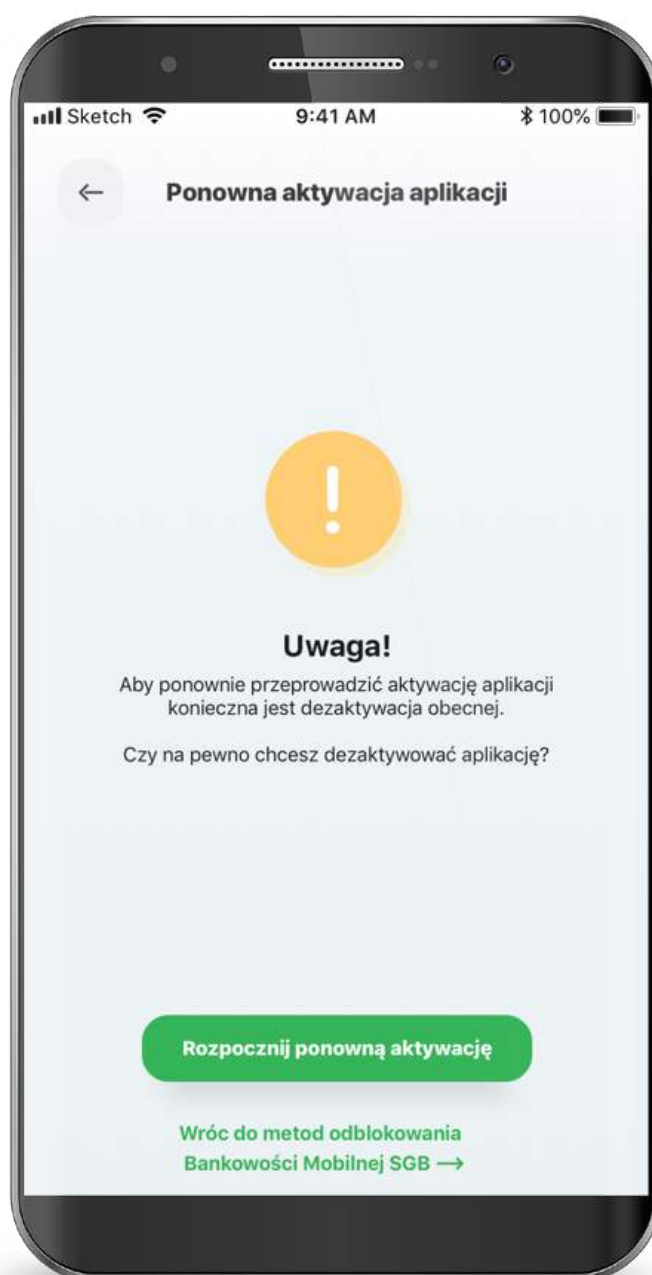 Sketch 9:41 AM 100%
Ponowna aktywacja aplikacji
Uwaga!
Aby ponownie przeprowadzić aktywację aplikacji
konieczna jest dezaktywacja obecnej.
Czy na pewno chcesz dezaktywować aplikację?
Rozpocznij ponowną aktywację
Wróc do metod odblokowania
Bankowości Mobilnej SGB →